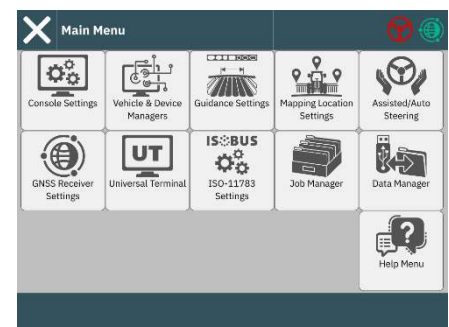 Main Menu
Console Settings
Vehicle & Device
Managers
Guidance Settings
Mapping Location
Settings
Assisted/Auto
Steering
GNSS Receiver
Settings
UT
Universal Terminal
ISOBUS
ISO-11783
Settings
Job Manager
Data Manager
Help Menu